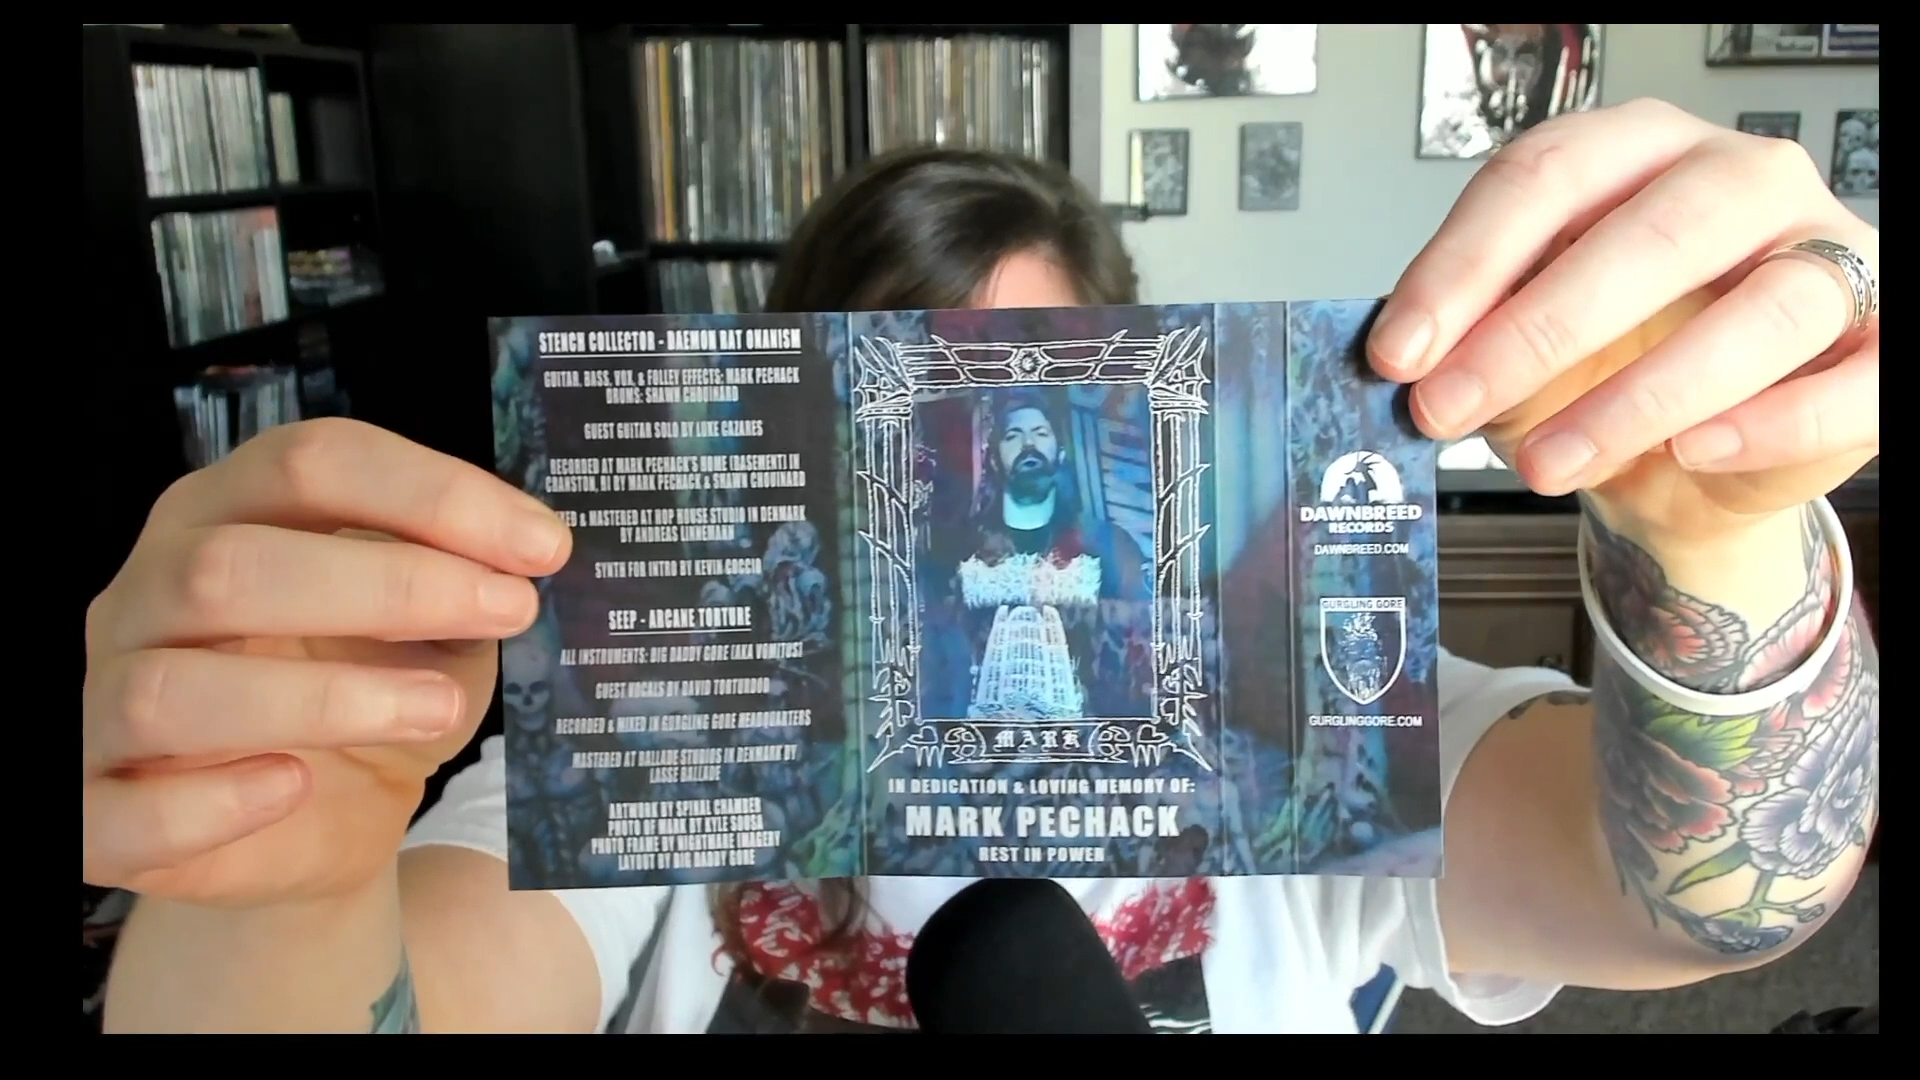 STENCH COLLECTOR - DAEMON RAT ONANISM
GUITAR, BASS, VOX, & FOLLEY EFFECTS: MARK PECHACK
DRUMS: SHAWN CHOUINARD
GUEST GUITAR SOLO BY LUKE CAZARES
RECORDED AT MARK PECHACK'S HOME (BASEMENT) IN
CRANSTON, RI BY MARK PECHACK & SHAWN CHOUINARD
& MASTERED AT HOP HOUSE STUDIO IN DENMARK
BY ANDREAS LINNEMANN
SYNTH FOR INTRO BY KEVIN COCCIO
SEEP - ARCANE TORTURE
ALL INSTRUMENTS: BIG DADDY GORE (AKA VOMITUS)
GUEST VOCALS BY DAVID TORTURDOD
RECORDED & MIXED IN GURGLING GORE HEADQUARTERS
MASTERED AT BALLADE STUDIOS IN DENMARK BY
LASSE BALLADE
ARTWORK BY SPINAL CHAMBER
PHOTO OF MARK BY KYLE SOUSA
PHOTO FRAME BY NIGHTMARE IMAGERY
LAYOUT BY BIG DADDY GORE
MARK
IN DEDICATION & LOVING MEMORY OF:
MARK PECHACK
REST IN POWER
DAWNBREED
RECORDS
DAWNBREED.COM
GURGLING GORE
GURGLINGGORE.COM